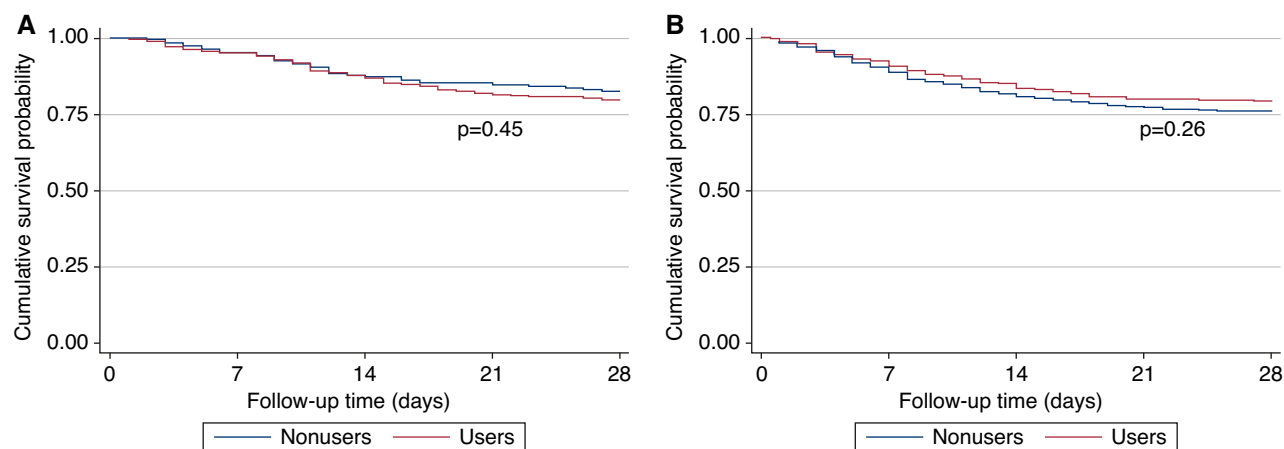 A
Cumulative survival probability
1.00
0.75
0.50
0.25
0.00
p=0.45
0 7 14 21 28
Follow-up time (days)
Nonusers Users
B
Cumulative survival probability
1.00
0.75
0.50
0.25
0.00
p=0.26
0 7 14 21 28
Follow-up time (days)
Nonusers Users